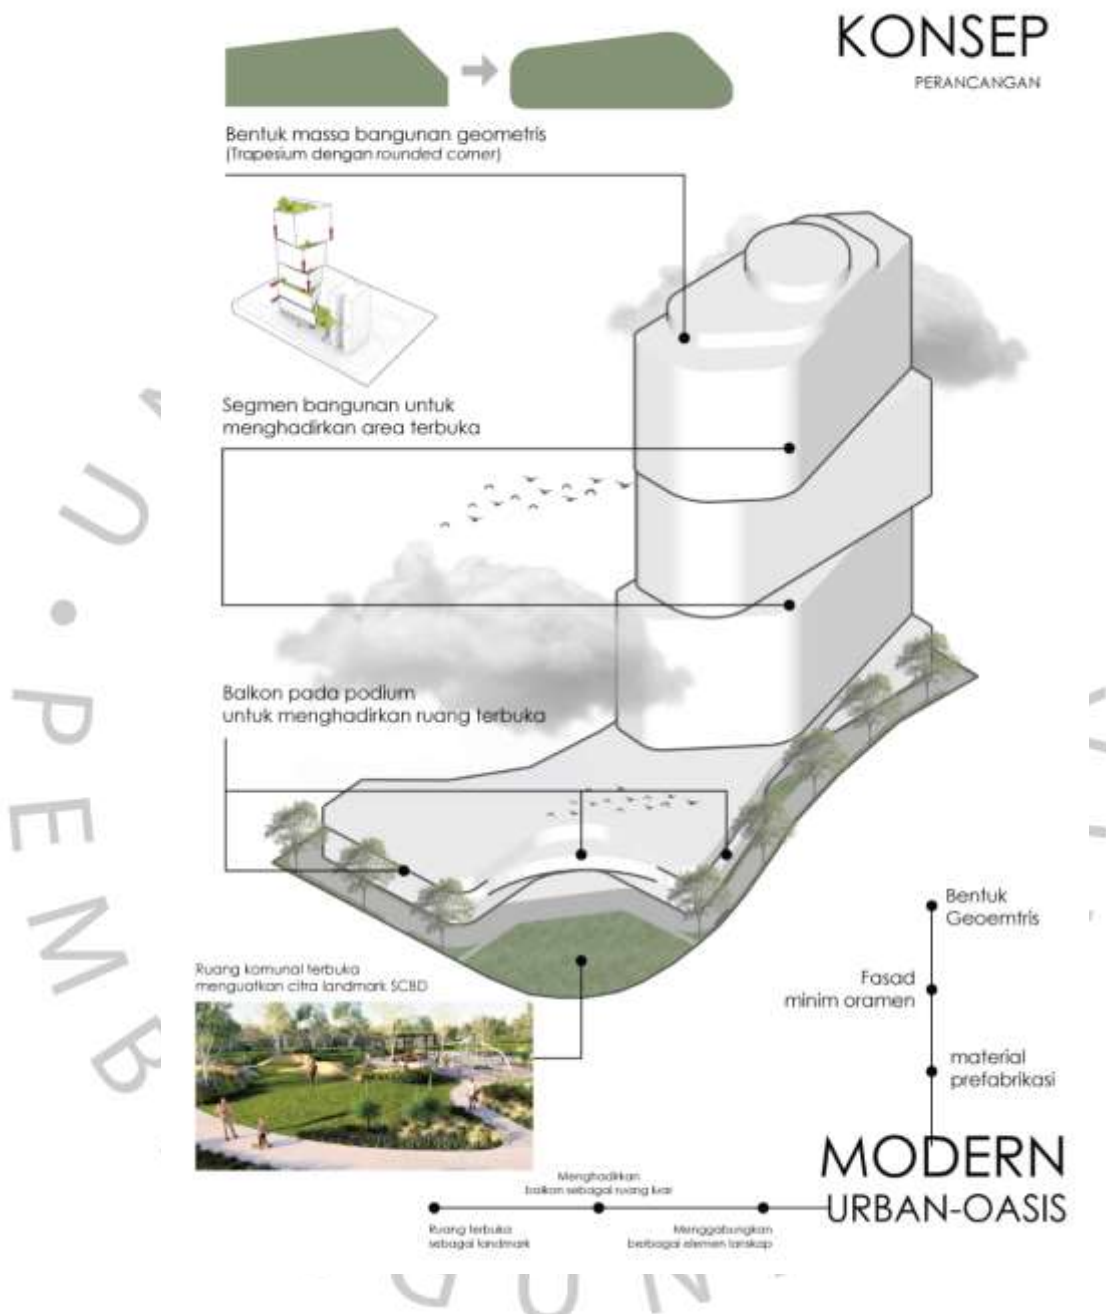 KONSEP
PERANCANGAN
Bentuk massa bangunan geometris
(Trapesium dengan rounded corner)
Segmen bangunan untuk
menghadirkan area terbuka
Balkon pada podium
untuk menghadirkan ruang terbuka
Ruang komunal terbuka
menguatkan citra landmark SCBD
Bentuk
Geoemtris
Fasad
minim oramen
material
prefabrikasi
MODERN
URBAN-OASIS
Menghadirkan
balkon sebagai ruang luar
Ruang terbuka
sebagai landmark
Menggabungkan
berbagai elemen lanskap
U • PEMB